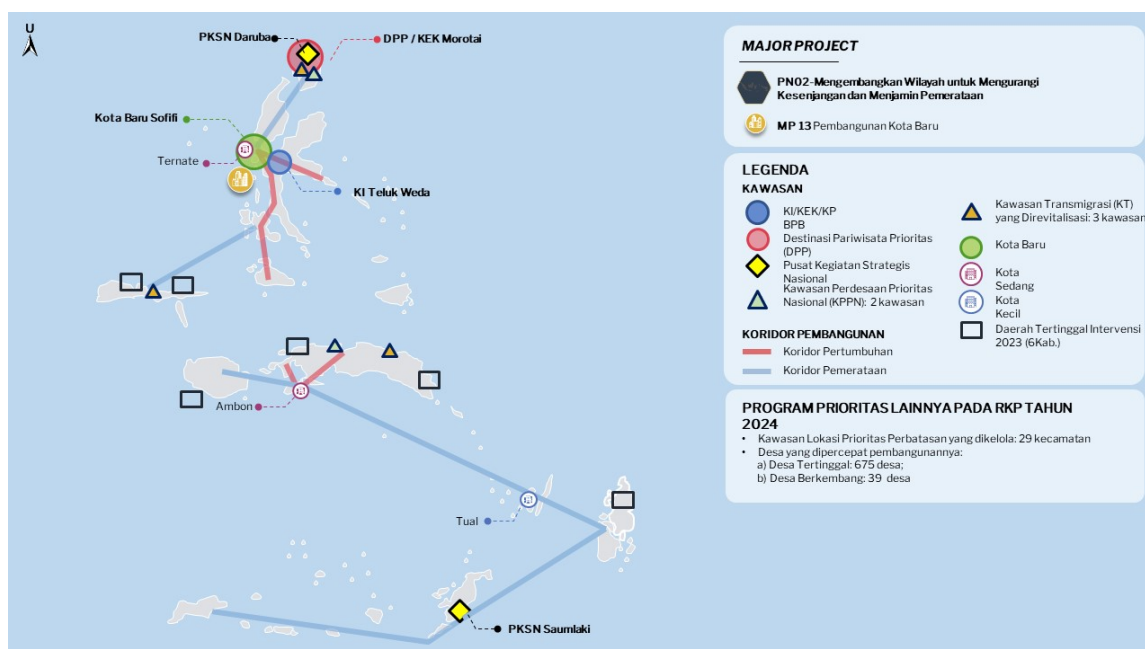 U
PKSN Daruba
DPP / KEK Morotai
Kota Baru Sofifi
Ternate
KI Teluk Weda
Ambon
Tual
PKSN Saumlaki
MAJOR PROJECT
PN02-Mengembangkan Wilayah untuk Mengurangi
Kesenjangan dan Menjamin Pemerataan
MP 13 Pembangunan Kota Baru
LEGENDA
KAWASAN
KI/KEK/KP
BPB
Destinasi Pariwisata Prioritas
(DPP)
Pusat Kegiatan Strategis
Nasional
Kawasan Perdesaan Prioritas
Nasional (KPPN): 2 kawasan
KORIDOR PEMBANGUNAN
Koridor Pertumbuhan
Koridor Pemerataan
Kawasan Transmigrasi (KT)
yang Direvitalisasi: 3 kawasan
Kota Baru
Kota
Sedang
Kota
Kecil
Daerah Tertinggal Intervensi
2023 (6Kab.)
PROGRAM PRIORITAS LAINNYA PADA RKP TAHUN
2024
• Kawasan Lokasi Prioritas Perbatasan yang dikelola: 29 kecamatan
• Desa yang dipercepat pembangunannya:
a) Desa Tertinggal: 675 desa;
b) Desa Berkembang: 39 desa